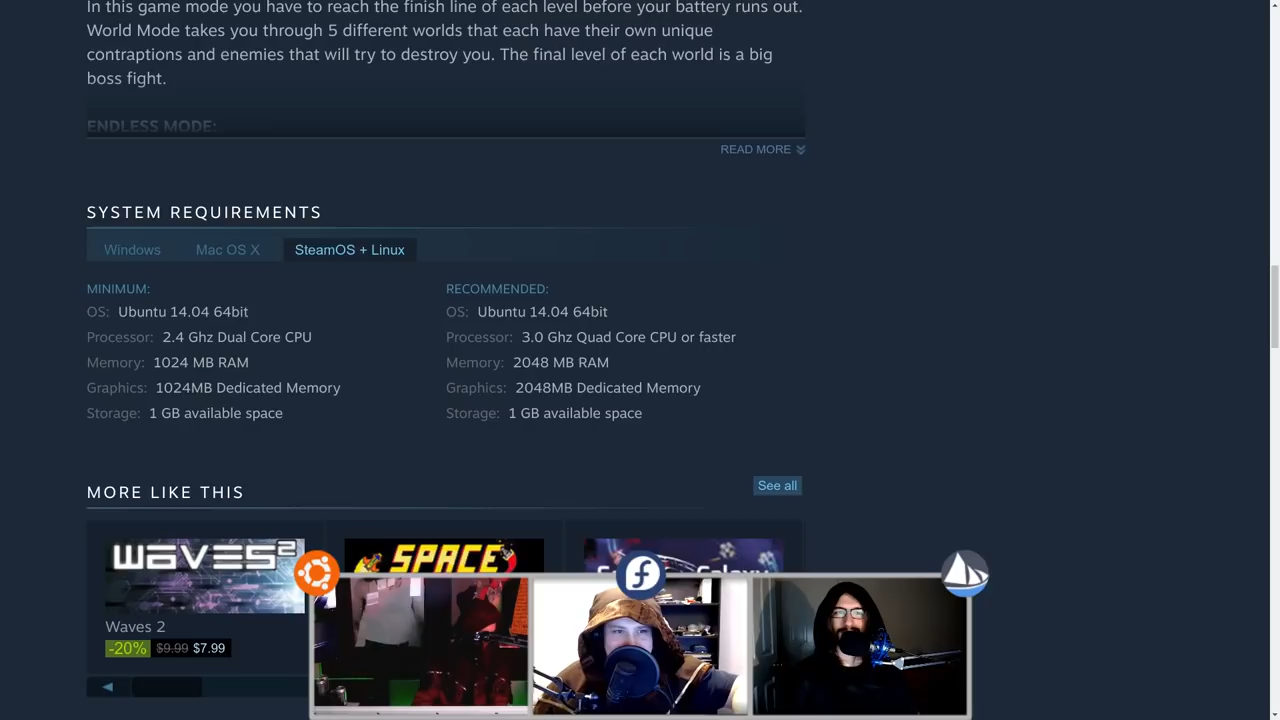 In this game mode you have to reach the finish line of each level before your battery runs out.
World Mode takes you through 5 different worlds that each have their own unique
contraptions and enemies that will try to destroy you. The final level of each world is a big
boss fight.
ENDLESS MODE:
READ MORE
SYSTEM REQUIREMENTS
Windows Mac OS X SteamOS + Linux
MINIMUM:
OS: Ubuntu 14.04 64bit
Processor: 2.4 Ghz Dual Core CPU
Memory: 1024 MB RAM
Graphics: 1024MB Dedicated Memory
Storage: 1 GB available space
RECOMMENDED:
OS: Ubuntu 14.04 64bit
Processor: 3.0 Ghz Quad Core CPU or faster
Memory: 2048 MB RAM
Graphics: 2048MB Dedicated Memory
Storage: 1 GB available space
MORE LIKE THIS
See all
WAVES²
SPACE
Waves 2
-20% $9.99 $7.99